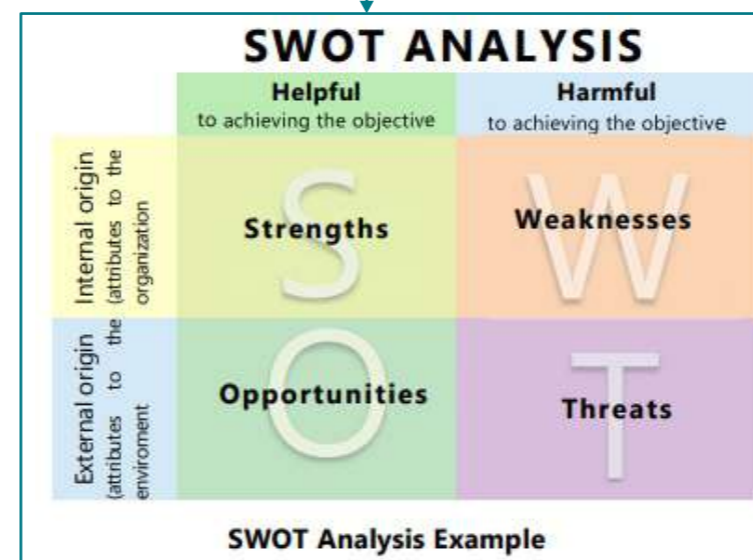 SWOT ANALYSIS
Helpful
to achieving the objective
Harmful
to achieving the objective
Internal origin
(attributes to the
organization
S
Strengths
W
Weaknesses
External origin
(attributes to the
enviroment
O
Opportunities
T
Threats
SWOT Analysis Example